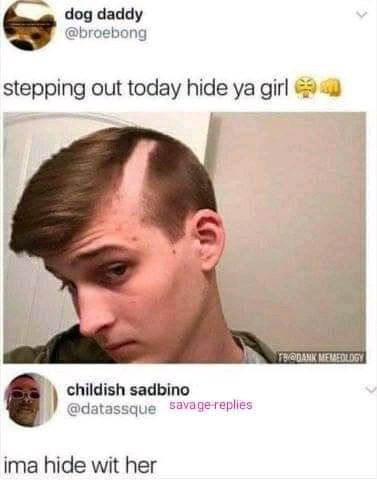 dog daddy
@broebong
stepping out today hide ya girl 😤👊
FB@DANK MEMEOLOGY
childish sadbino
@datassque savage-replies
ima hide wit her